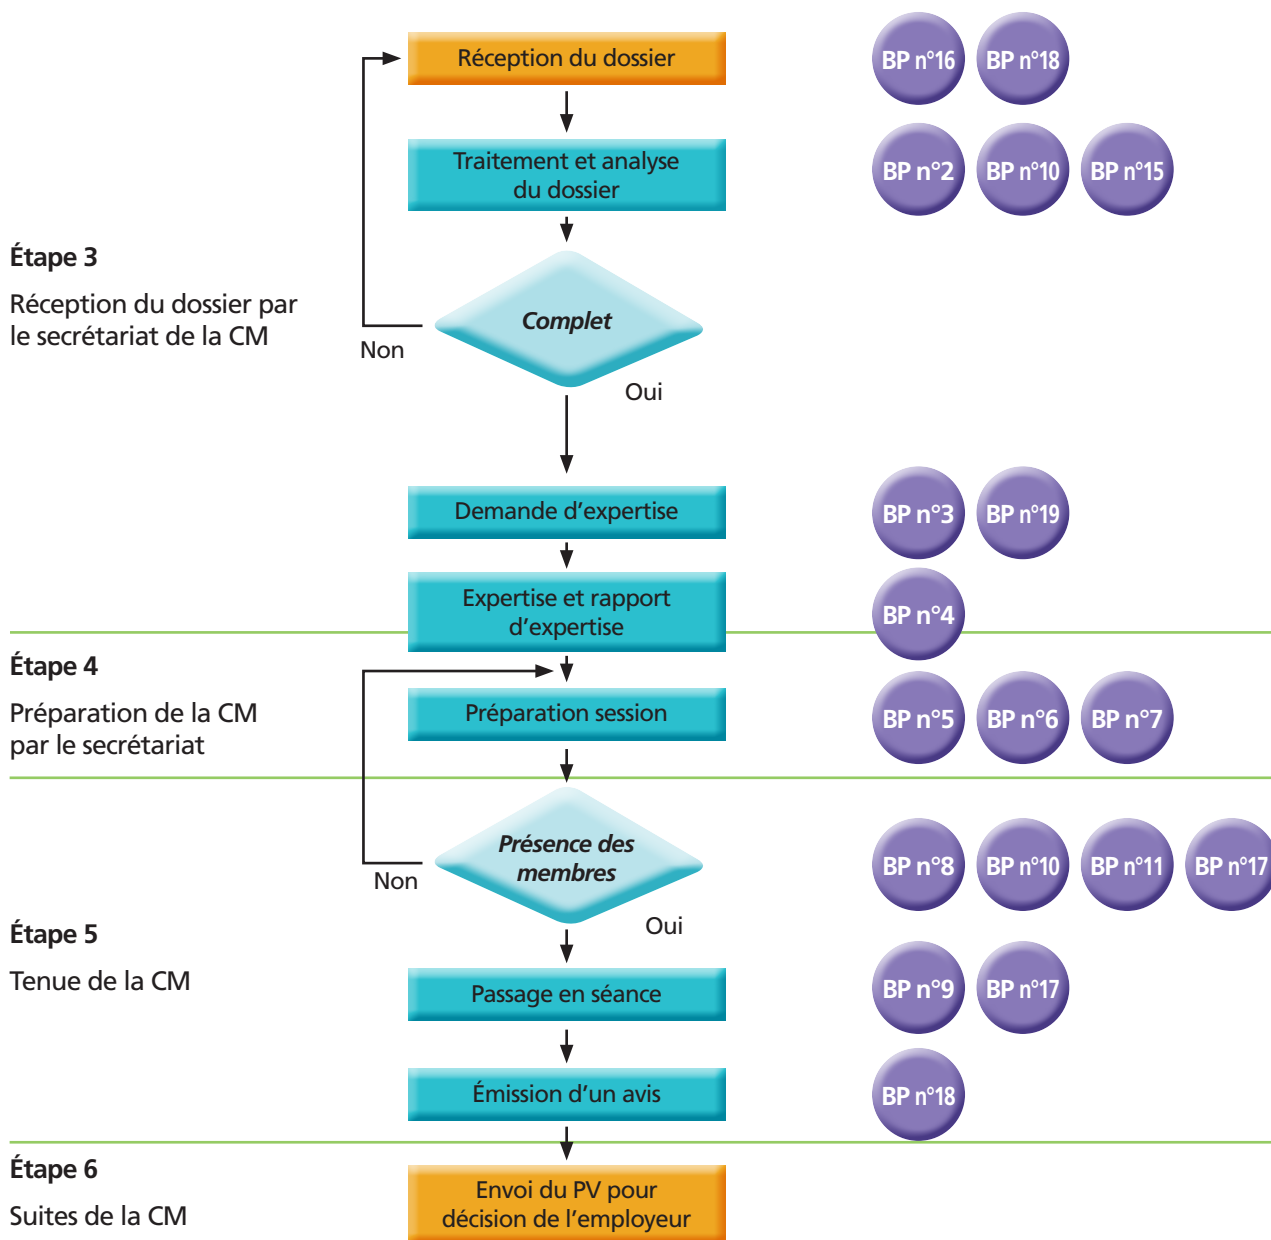 Réception du dossier
BP n°16
BP n°18
Traitement et analyse
du dossier
BP n°2
BP n°10
BP n°15
Étape 3
Réception du dossier par
le secrétariat de la CM
Complet
Non
Oui
Demande d'expertise
BP n°3
BP n°19
Expertise et rapport
d'expertise
BP n°4
Étape 4
Préparation de la CM
par le secrétariat
Préparation session
BP n°5
BP n°6
BP n°7
Présence des
membres
Non
Oui
BP n°8
BP n°10
BP n°11
BP n°17
Étape 5
Tenue de la CM
Passage en séance
BP n°9
BP n°17
Émission d'un avis
BP n°18
Étape 6
Suites de la CM
Envoi du PV pour
décision de l'employeur